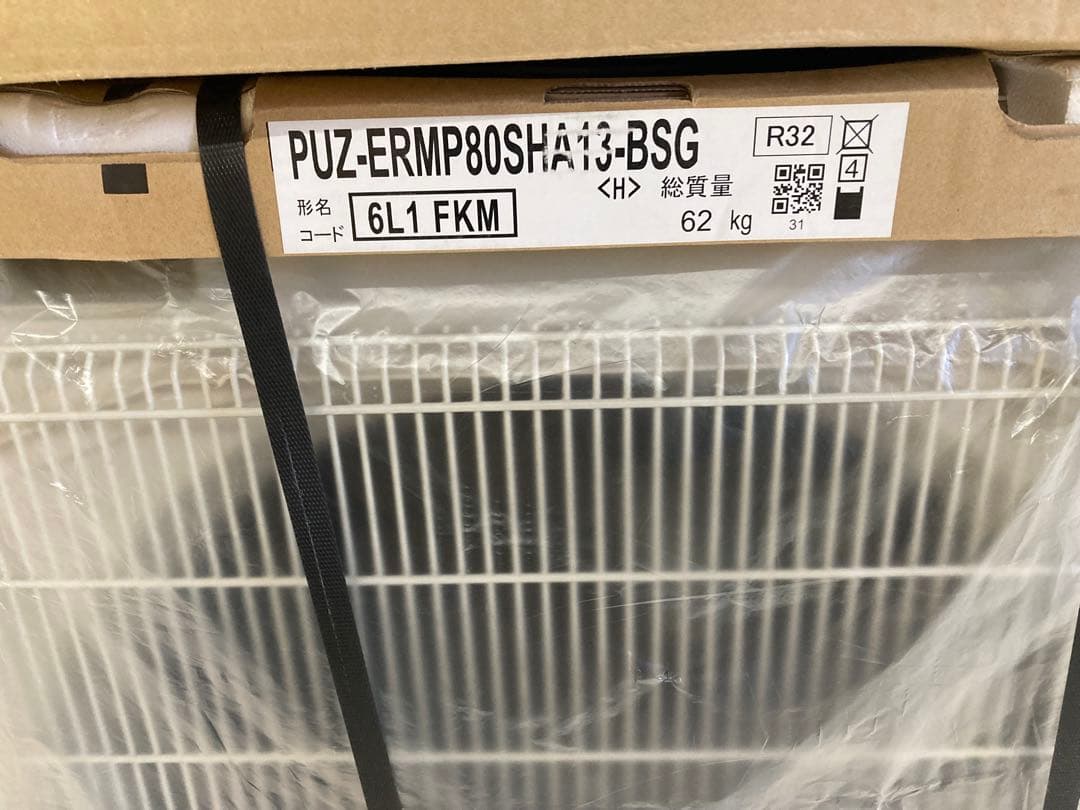 PUZ-ERMP80SHA13-BSG
R32
4
<H> 総質量
形名
コード 6L1 FKM
62 kg
31